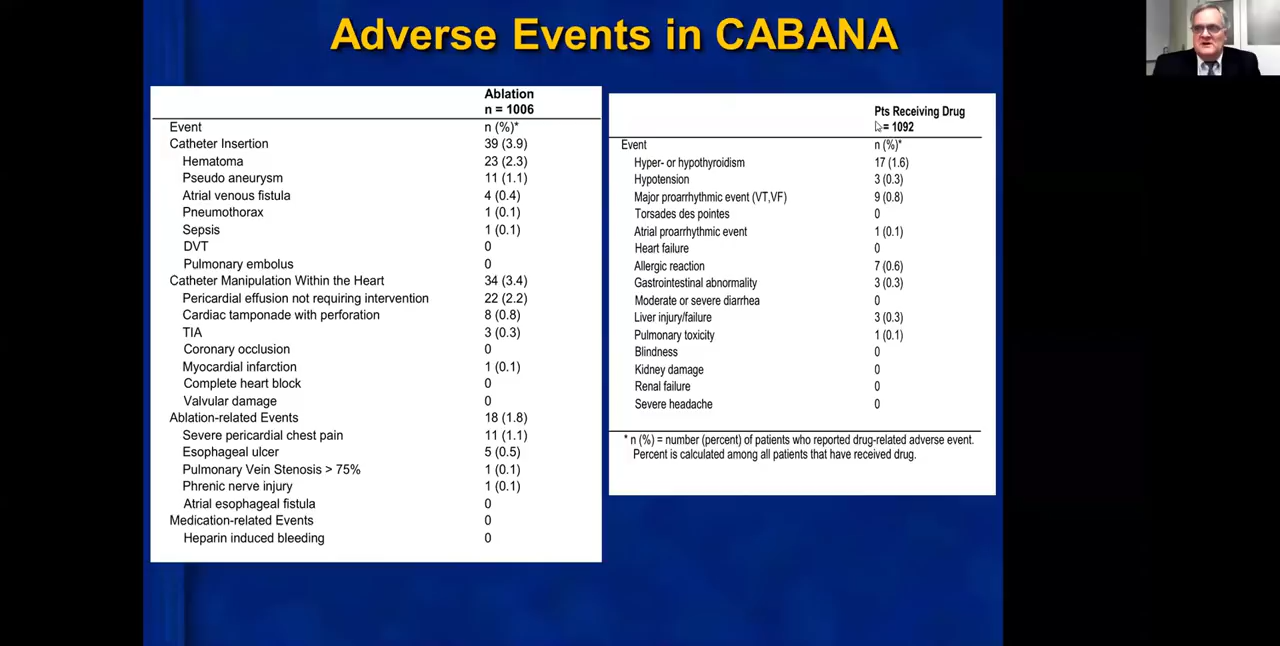 Adverse Events in CABANA
Ablation
n = 1006
Event n (%)*
Catheter Insertion 39 (3.9)
Hematoma 23 (2.3)
Pseudo aneurysm 11 (1.1)
Atrial venous fistula 4 (0.4)
Pneumothorax 1 (0.1)
Sepsis 1 (0.1)
DVT 0
Pulmonary embolus 0
Catheter Manipulation Within the Heart 34 (3.4)
Pericardial effusion not requiring intervention 22 (2.2)
Cardiac tamponade with perforation 8 (0.8)
TIA 3 (0.3)
Coronary occlusion 0
Myocardial infarction 1 (0.1)
Complete heart block 0
Valvular damage 0
Ablation-related Events 18 (1.8)
Severe pericardial chest pain 11 (1.1)
Esophageal ulcer 5 (0.5)
Pulmonary Vein Stenosis > 75% 1 (0.1)
Phrenic nerve injury 1 (0.1)
Atrial esophageal fistula 0
Medication-related Events 0
Heparin induced bleeding 0
Pts Receiving Drug
= 1092
Event n (%)*
Hyper- or hypothyroidism 17 (1.6)
Hypotension 3 (0.3)
Major proarrhythmic event (VT,VF) 9 (0.8)
Torsades des pointes 0
Atrial proarrhythmic event 1 (0.1)
Heart failure 0
Allergic reaction 7 (0.6)
Gastrointestinal abnormality 3 (0.3)
Moderate or severe diarrhea 0
Liver injury/failure 3 (0.3)
Pulmonary toxicity 1 (0.1)
Blindness 0
Kidney damage 0
Renal failure 0
Severe headache 0
* n (%) = number (percent) of patients who reported drug-related adverse event.
Percent is calculated among all patients that have received drug.